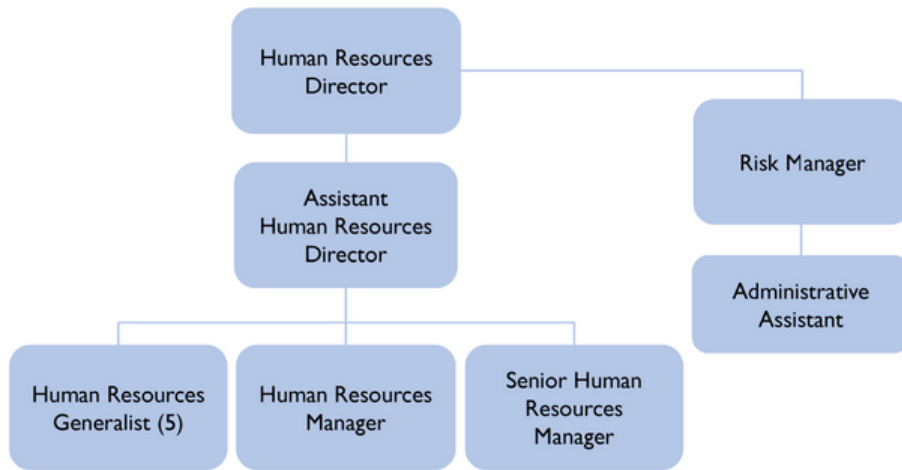 Human Resources
Director
Risk Manager
Assistant
Human Resources
Director
Administrative
Assistant
Human Resources
Generalist (5)
Human Resources
Manager
Senior Human
Resources
Manager